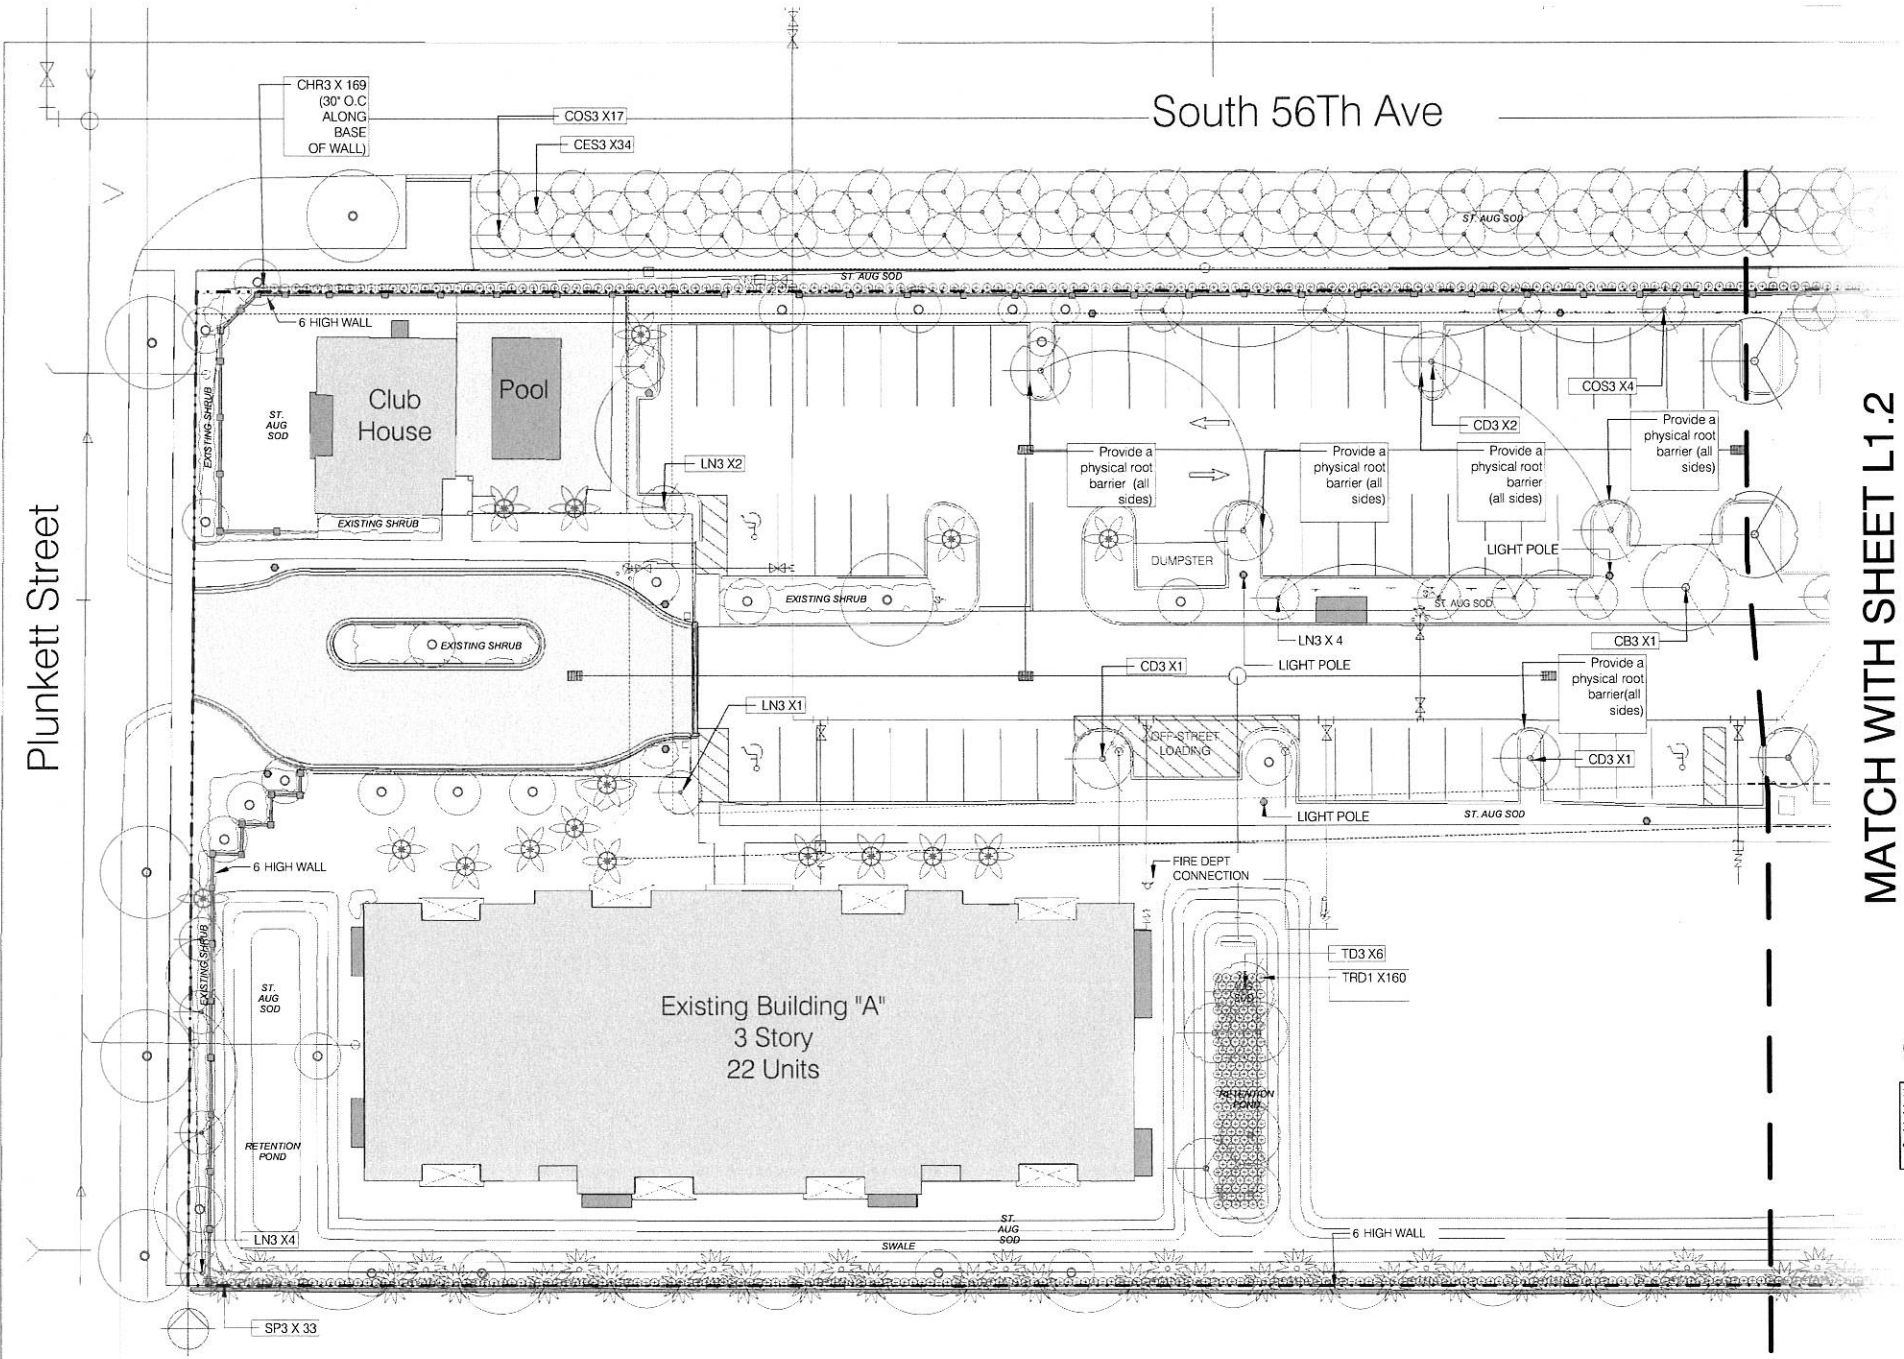 CHR3 X 169
(30" O.C
ALONG
BASE
OF WALL)
COS3 X17
CES3 X34
South 56Th Ave
ST. AUG SOD
ST. AUG SOD
6 HIGH WALL
EXISTING SHRUB
ST.
AUG
SOD
Club
House
Pool
COS3 X4
CD3 X2
Provide a
physical root
barrier (all
sides)
Provide a
physical root
barrier (all
sides)
Provide a
physical root
barrier (all
sides)
Provide a
physical root
barrier
(all sides)
LN3 X2
EXISTING SHRUB
DUMPSTER
LIGHT POLE
Plunkett Street
EXISTING SHRUB
EXISTING SHRUB
ST. AUG SOD
LN3 X 4
CB3 X1
LIGHT POLE
CD3 X1
Provide a
physical root
barrier(all
sides)
LN3 X1
OFF-STREET
LOADING
CD3 X1
LIGHT POLE
ST. AUG SOD
MATCH WITH SHEET L1.2
6 HIGH WALL
FIRE DEPT
CONNECTION
EXISTING SHRUB
TD3 X6
TRD1 X160
ST.
AUG
SOD
ST.
AUG
SOD
Existing Building "A"
3 Story
22 Units
RETENTION
POND
RETENTION
POND
LN3 X4
ST.
AUG
SOD
SWALE
6 HIGH WALL
SP3 X 33